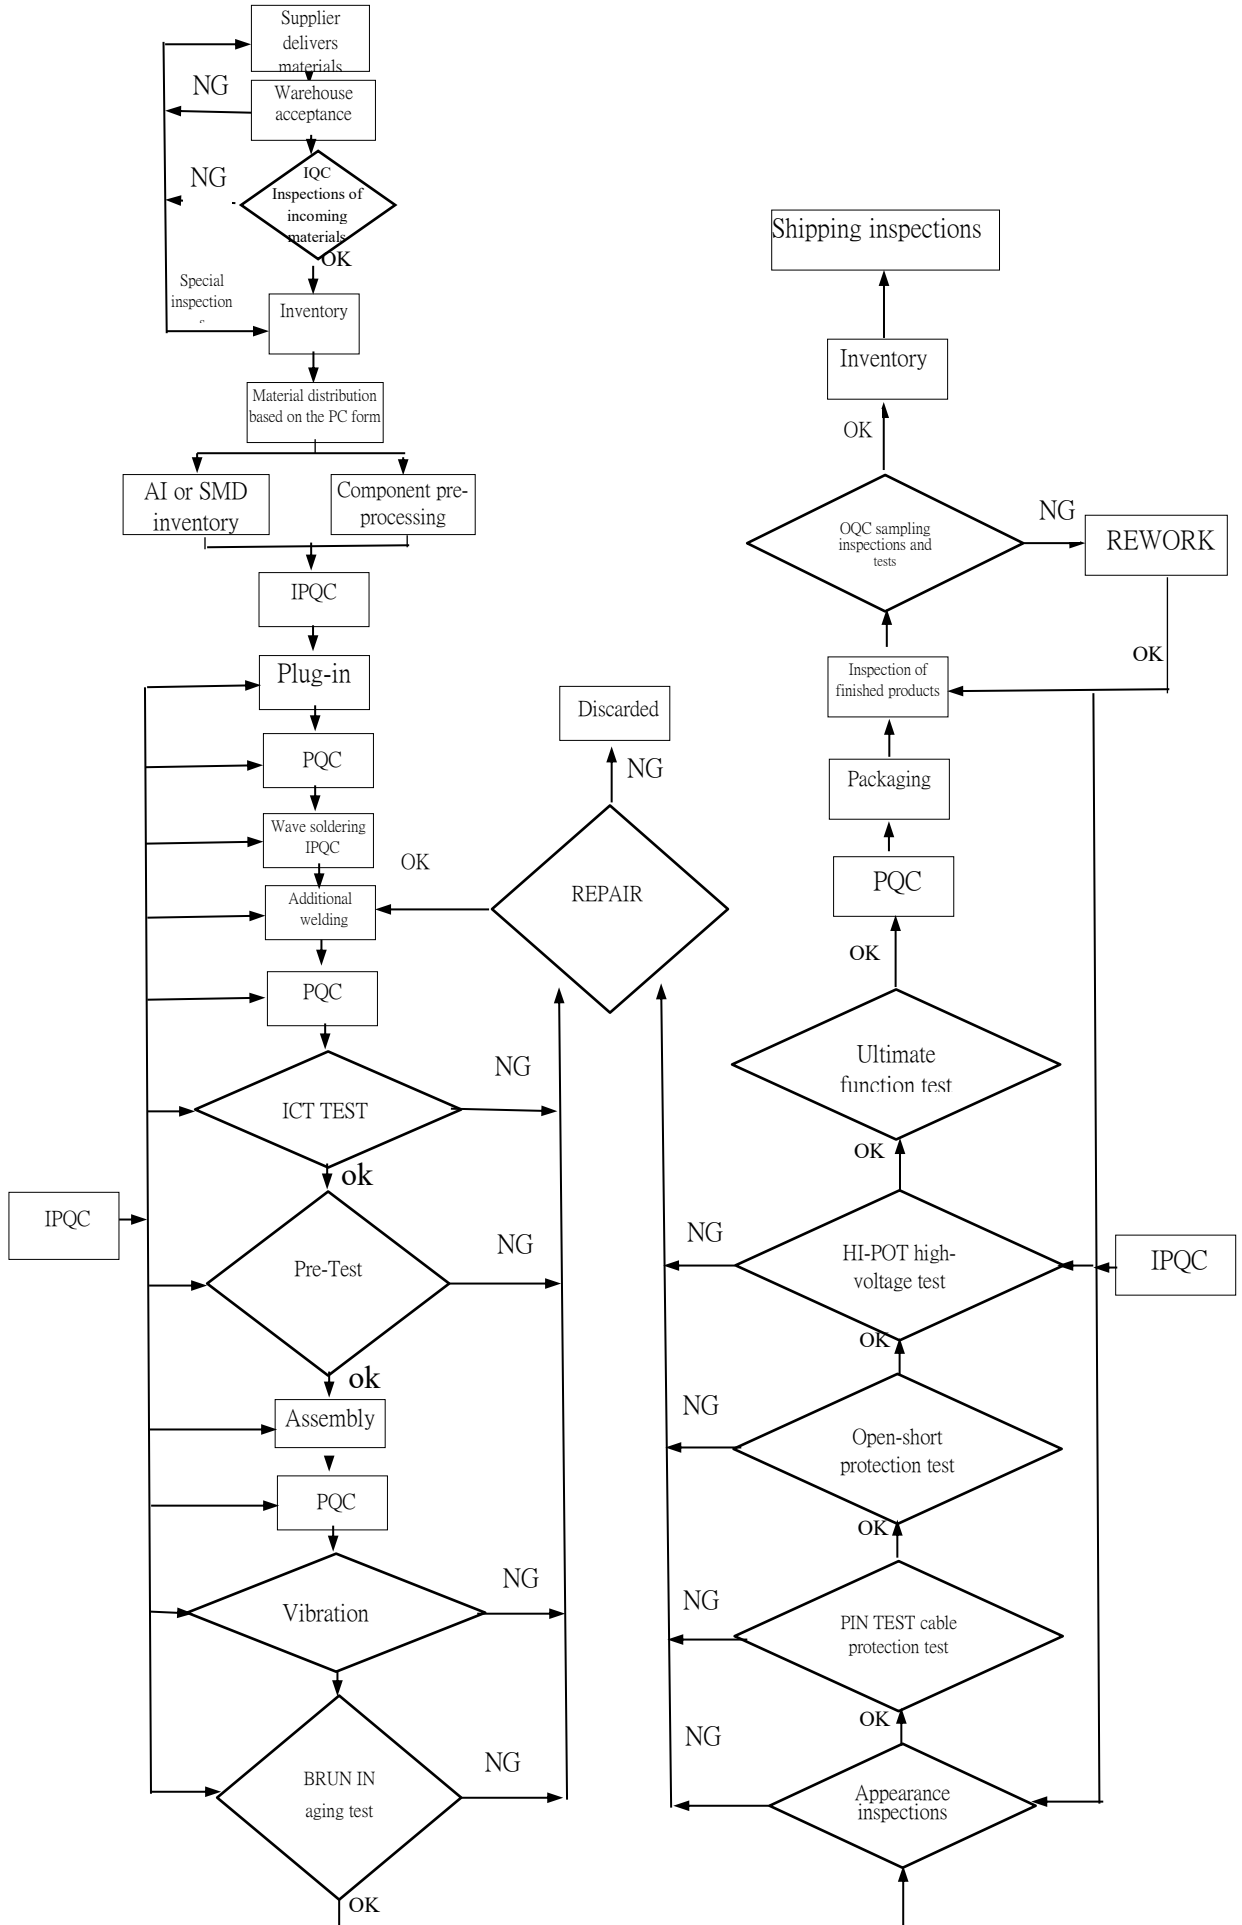 Supplier
delivers
materials
NG
Warehouse
acceptance
NG
IQC
Inspections of
incoming
materials
OK
Special
inspection
Inventory
Material distribution
based on the PC form
AI or SMD
inventory
Component pre-
processing
IPQC
Plug-in
PQC
Wave soldering
IPQC
Additional
welding
OK
PQC
ICT TEST
NG
ok
IPQC
Pre-Test
NG
ok
Assembly
PQC
Vibration
NG
BRUN IN
aging test
NG
OK
Discarded
NG
REPAIR
Shipping inspections
Inventory
OK
OQC sampling
inspections and
tests
NG
REWORK
OK
Inspection of
finished products
Packaging
PQC
OK
Ultimate
function test
OK
NG
HI-POT high-
voltage test
IPQC
OK
NG
Open-short
protection test
OK
NG
PIN TEST cable
protection test
OK
NG
Appearance
inspections